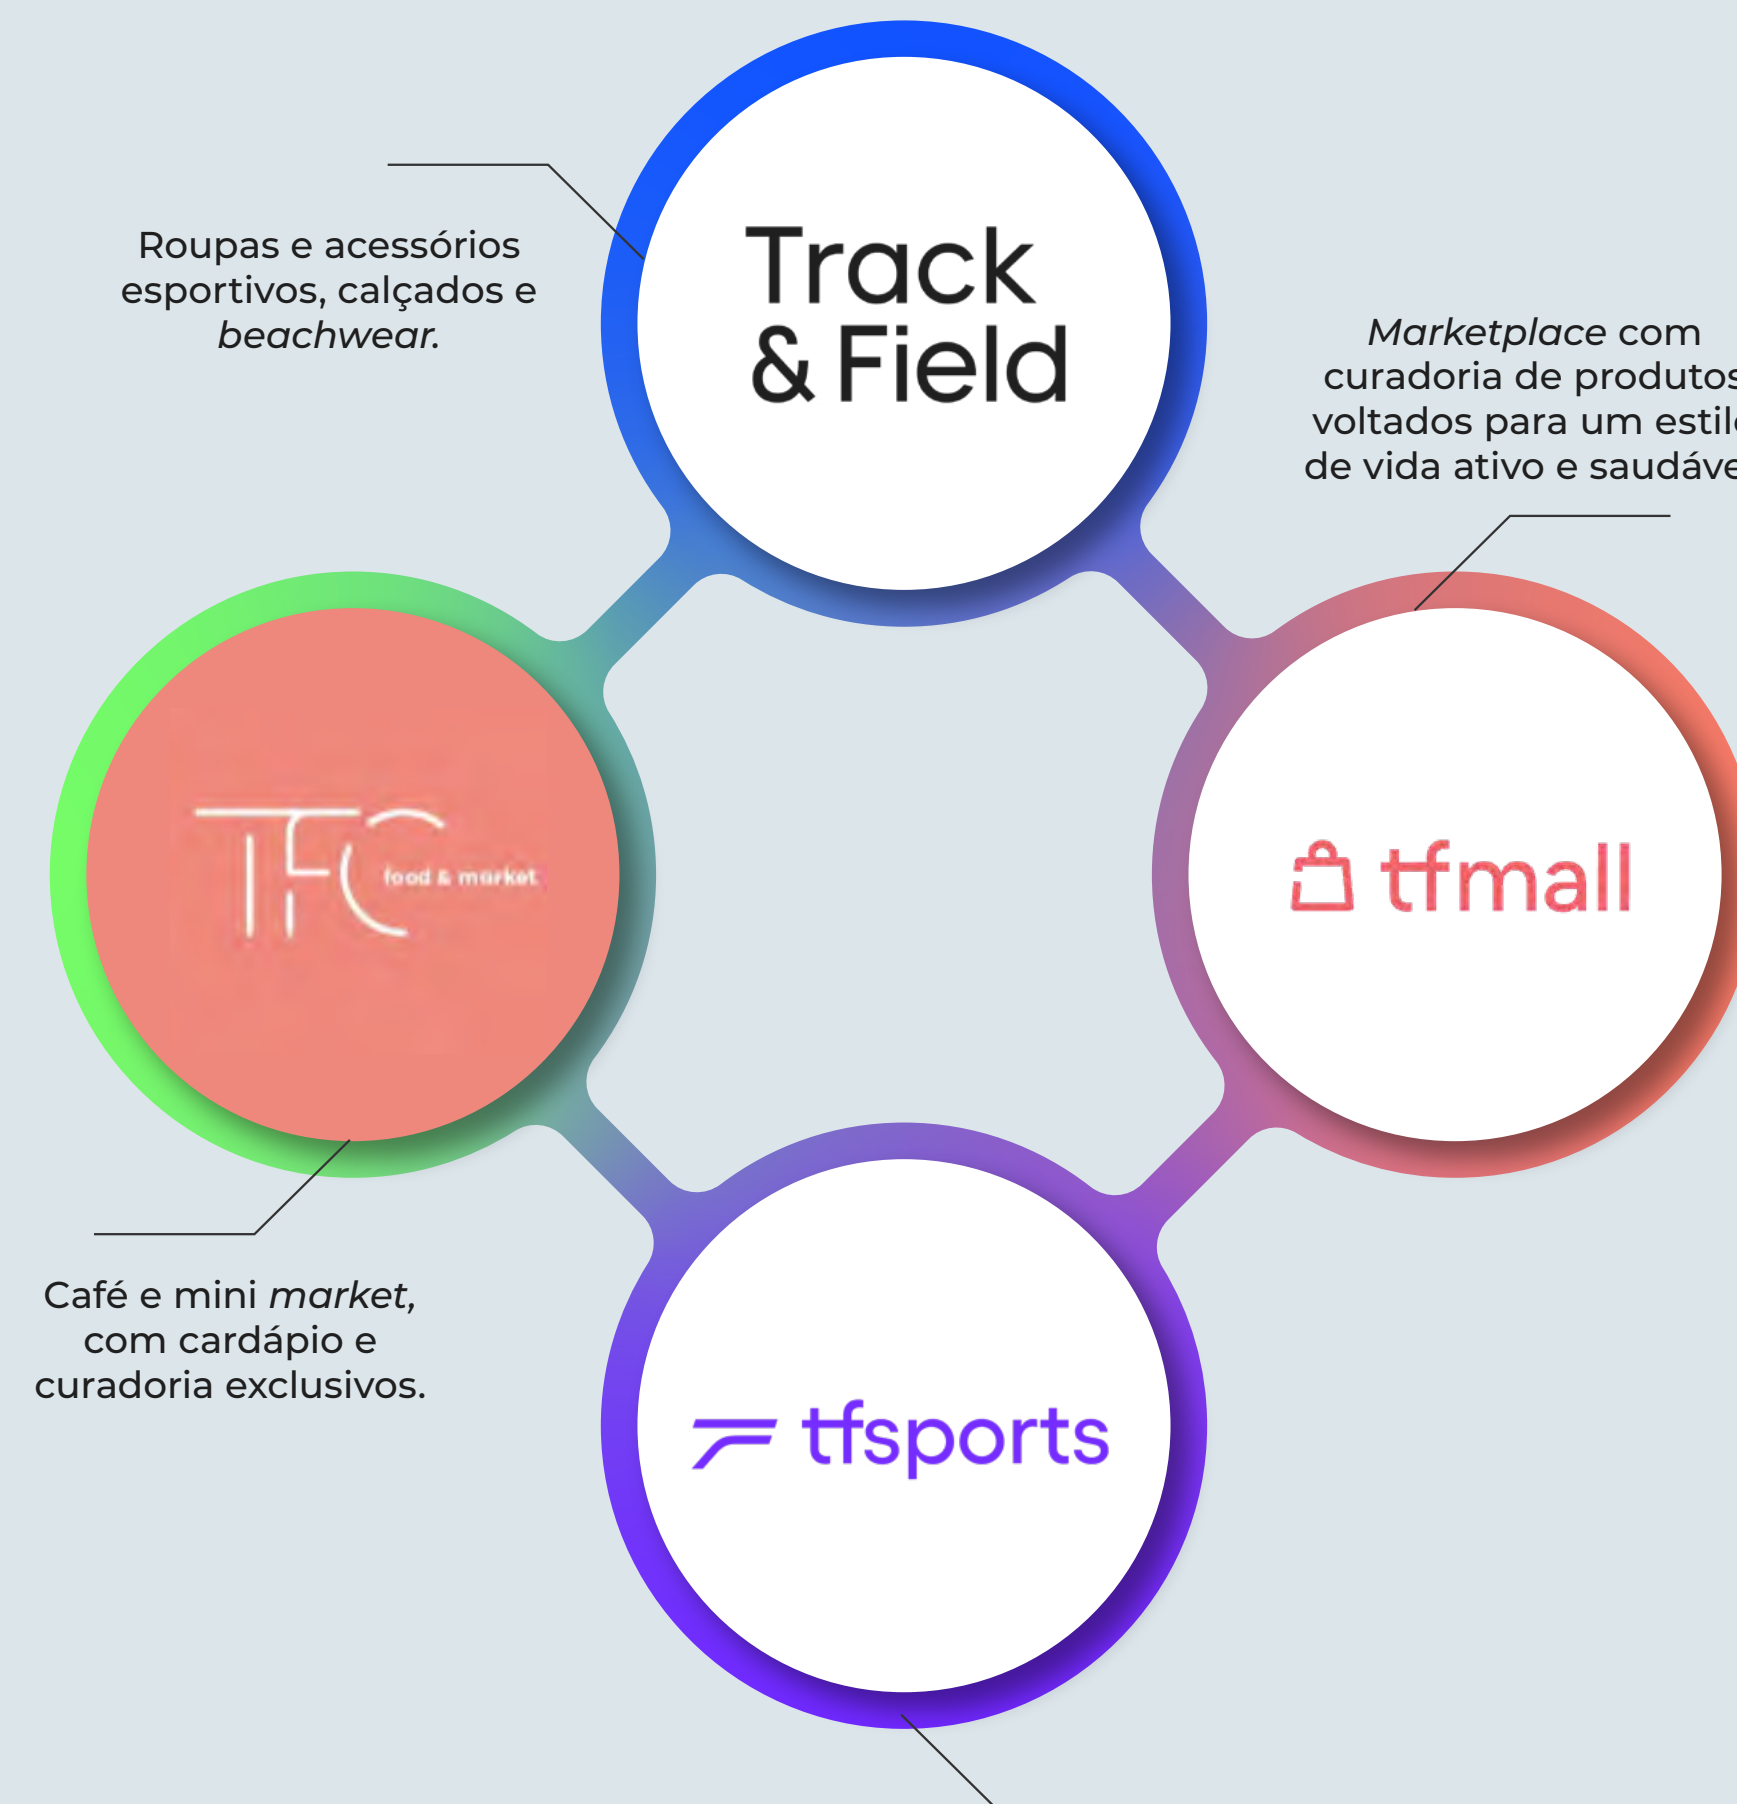 Track
& Field
Roupas e acessórios
esportivos, calçados e
beachwear.
Marketplace com
curadoria de produtos
voltados para um estilo
de vida ativo e saudáve
TFC
food & market
tfmall
Café e mini market,
com cardápio e
curadoria exclusivos.
tfsports